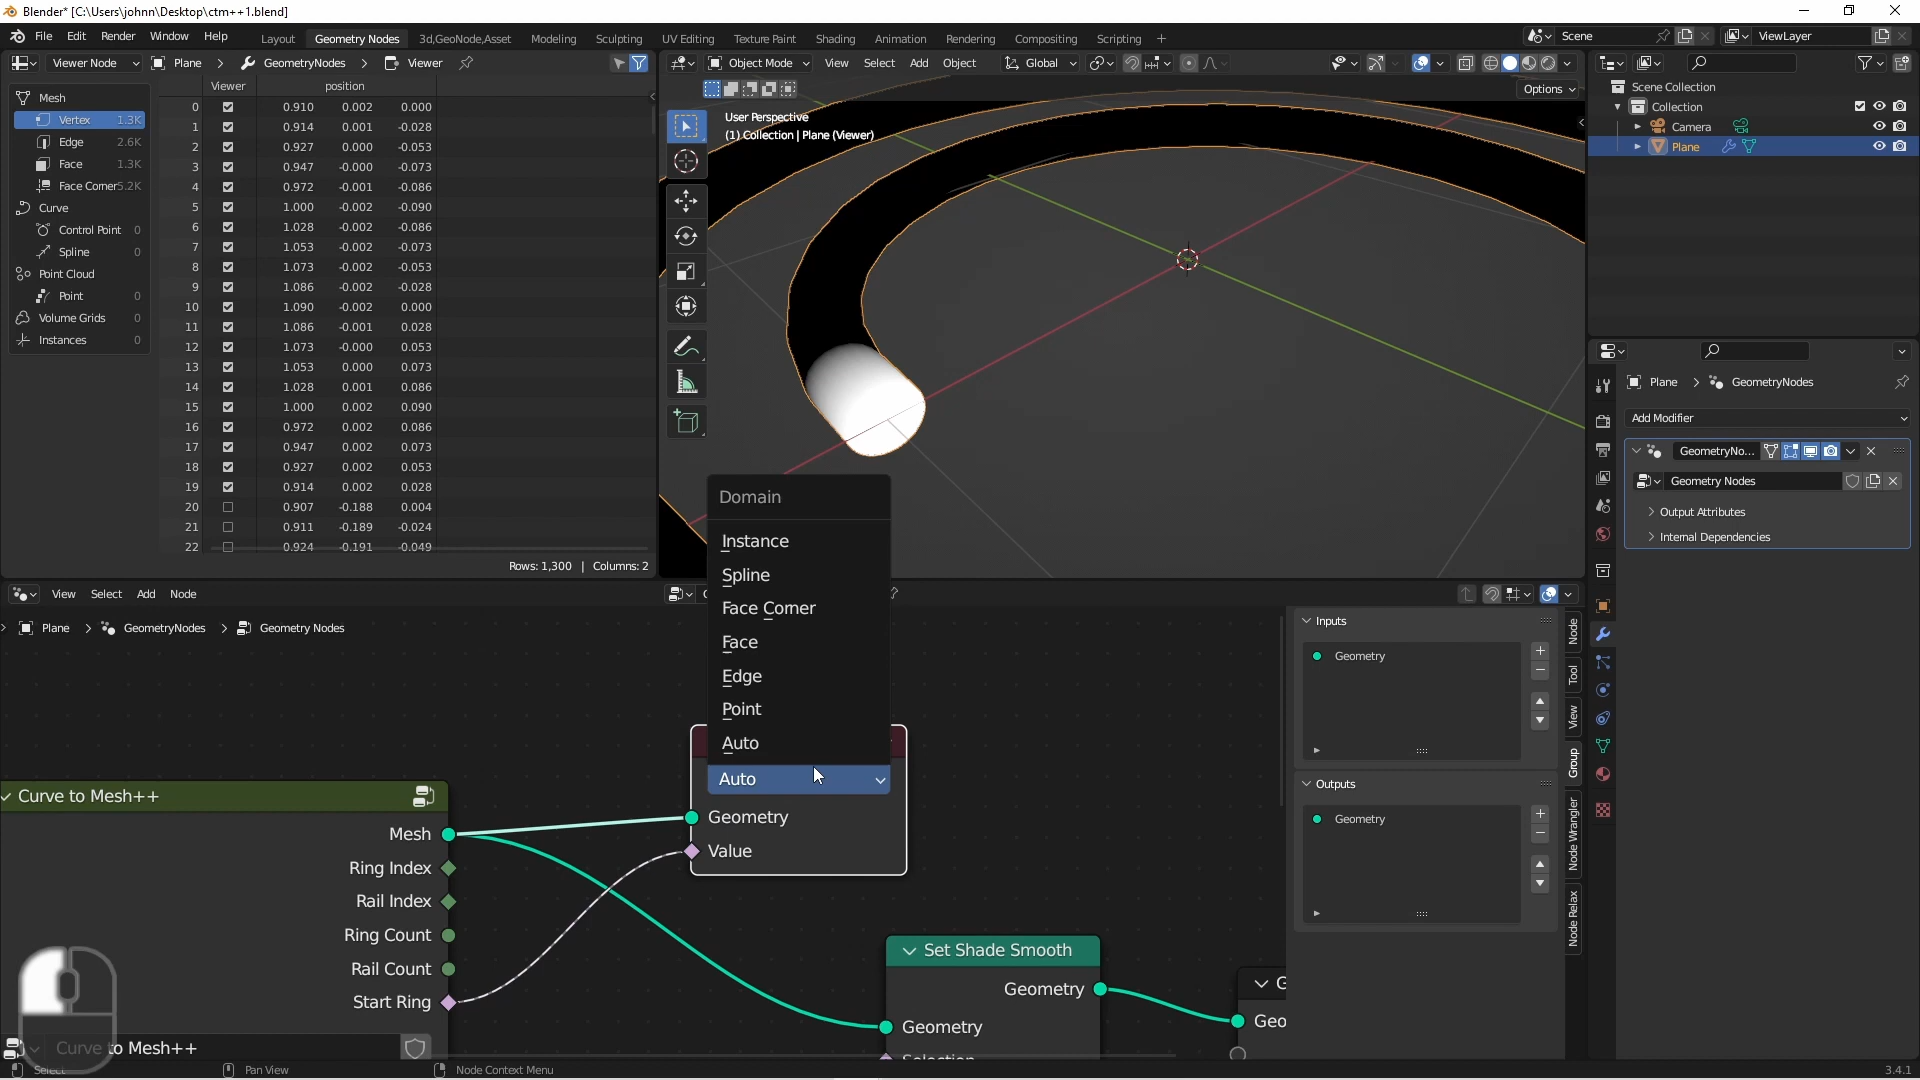 Blender* [C:\Users\johnn\Desktop\ctm++1.blend]
File Edit Render Window Help Layout Geometry Nodes 3d,GeoNode,Asset Modeling Sculpting UV Editing Texture Paint Shading Animation Rendering Compositing Scripting + Scene ViewLayer
Viewer Node Plane GeometryNodes Viewer
Object Mode View Select Add Object Global
Options
Viewer position
Mesh
Vertex 1.3K
Edge 2.6K
Face 1.3K
Face Corner 5.2K
Curve
Control Point 0
Spline 0
Point Cloud
Point 0
Volume Grids 0
Instances 0
0 0.910 0.002 0.000
1 0.914 0.001 -0.028
2 0.927 0.000 -0.053
3 0.947 -0.000 -0.073
4 0.972 -0.001 -0.086
5 1.000 -0.002 -0.090
6 1.028 -0.002 -0.086
7 1.053 -0.002 -0.073
8 1.073 -0.002 -0.053
9 1.086 -0.002 -0.028
10 1.090 -0.002 0.000
11 1.086 -0.001 0.028
12 1.073 -0.000 0.053
13 1.053 0.000 0.073
14 1.028 0.001 0.086
15 1.000 0.002 0.090
16 0.972 0.002 0.086
17 0.947 0.002 0.073
18 0.927 0.002 0.053
19 0.914 0.002 0.028
20 0.907 -0.188 0.004
21 0.911 -0.189 -0.024
22 0.924 -0.191 -0.049
Rows: 1,300 | Columns: 2
User Perspective
(1) Collection | Plane (Viewer)
Scene Collection
Collection
Camera
Plane
Plane GeometryNodes
Add Modifier
GeometryNo...
Geometry Nodes
Output Attributes
Internal Dependencies
View Select Add Node
Plane GeometryNodes Geometry Nodes
Domain
Instance
Spline
Face Corner
Face
Edge
Point
Auto
Auto
Geometry
Value
Curve to Mesh++
Mesh
Ring Index
Rail Index
Ring Count
Rail Count
Start Ring
Curve to Mesh++
Set Shade Smooth
Geometry
Geometry
Selection
G
Geo
Inputs
Geometry
Outputs
Geometry
Node
Tool
View
Group
Node Wrangler
Node Relax
Select Pan View Node Context Menu 3.4.1